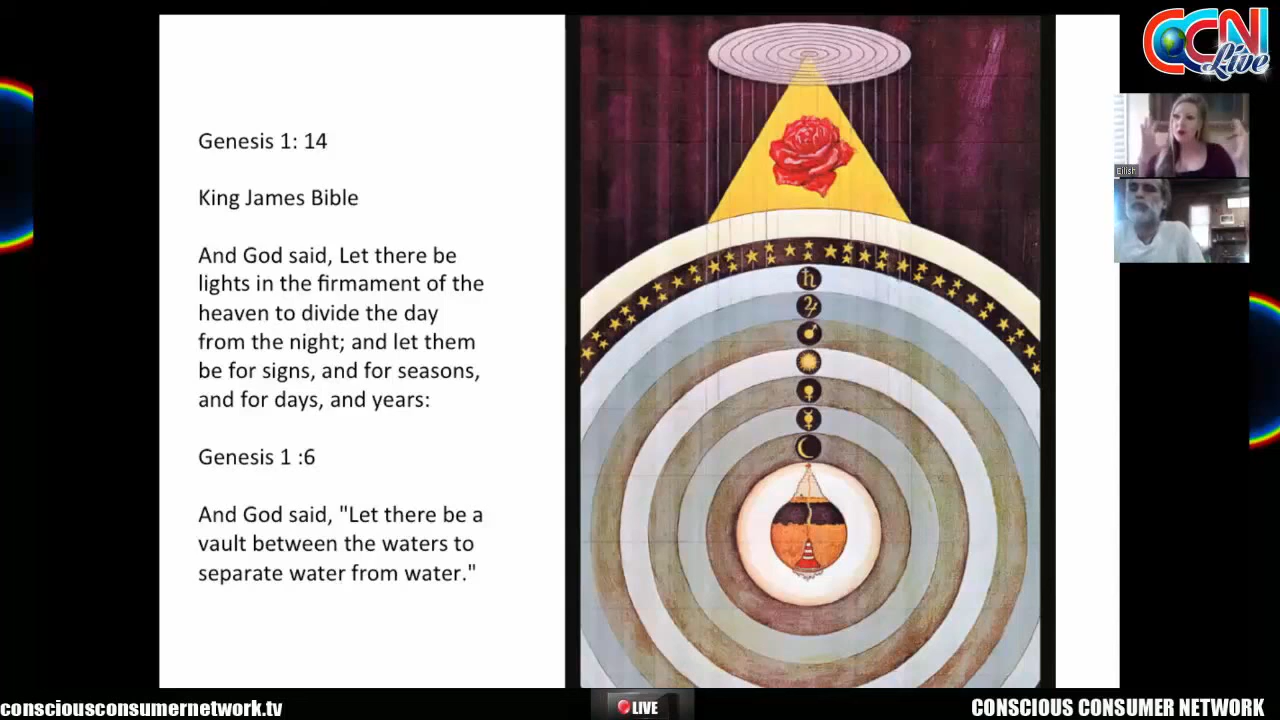 CCN
Live
Genesis 1: 14
King James Bible
And God said, Let there be
lights in the firmament of the
heaven to divide the day
from the night; and let them
be for signs, and for seasons,
and for days, and years:
Genesis 1 :6
And God said, "Let there be a
vault between the waters to
separate water from water."
Eilish
consciousconsumernetwork.tv
LIVE
CONSCIOUS CONSUMER NETWORK